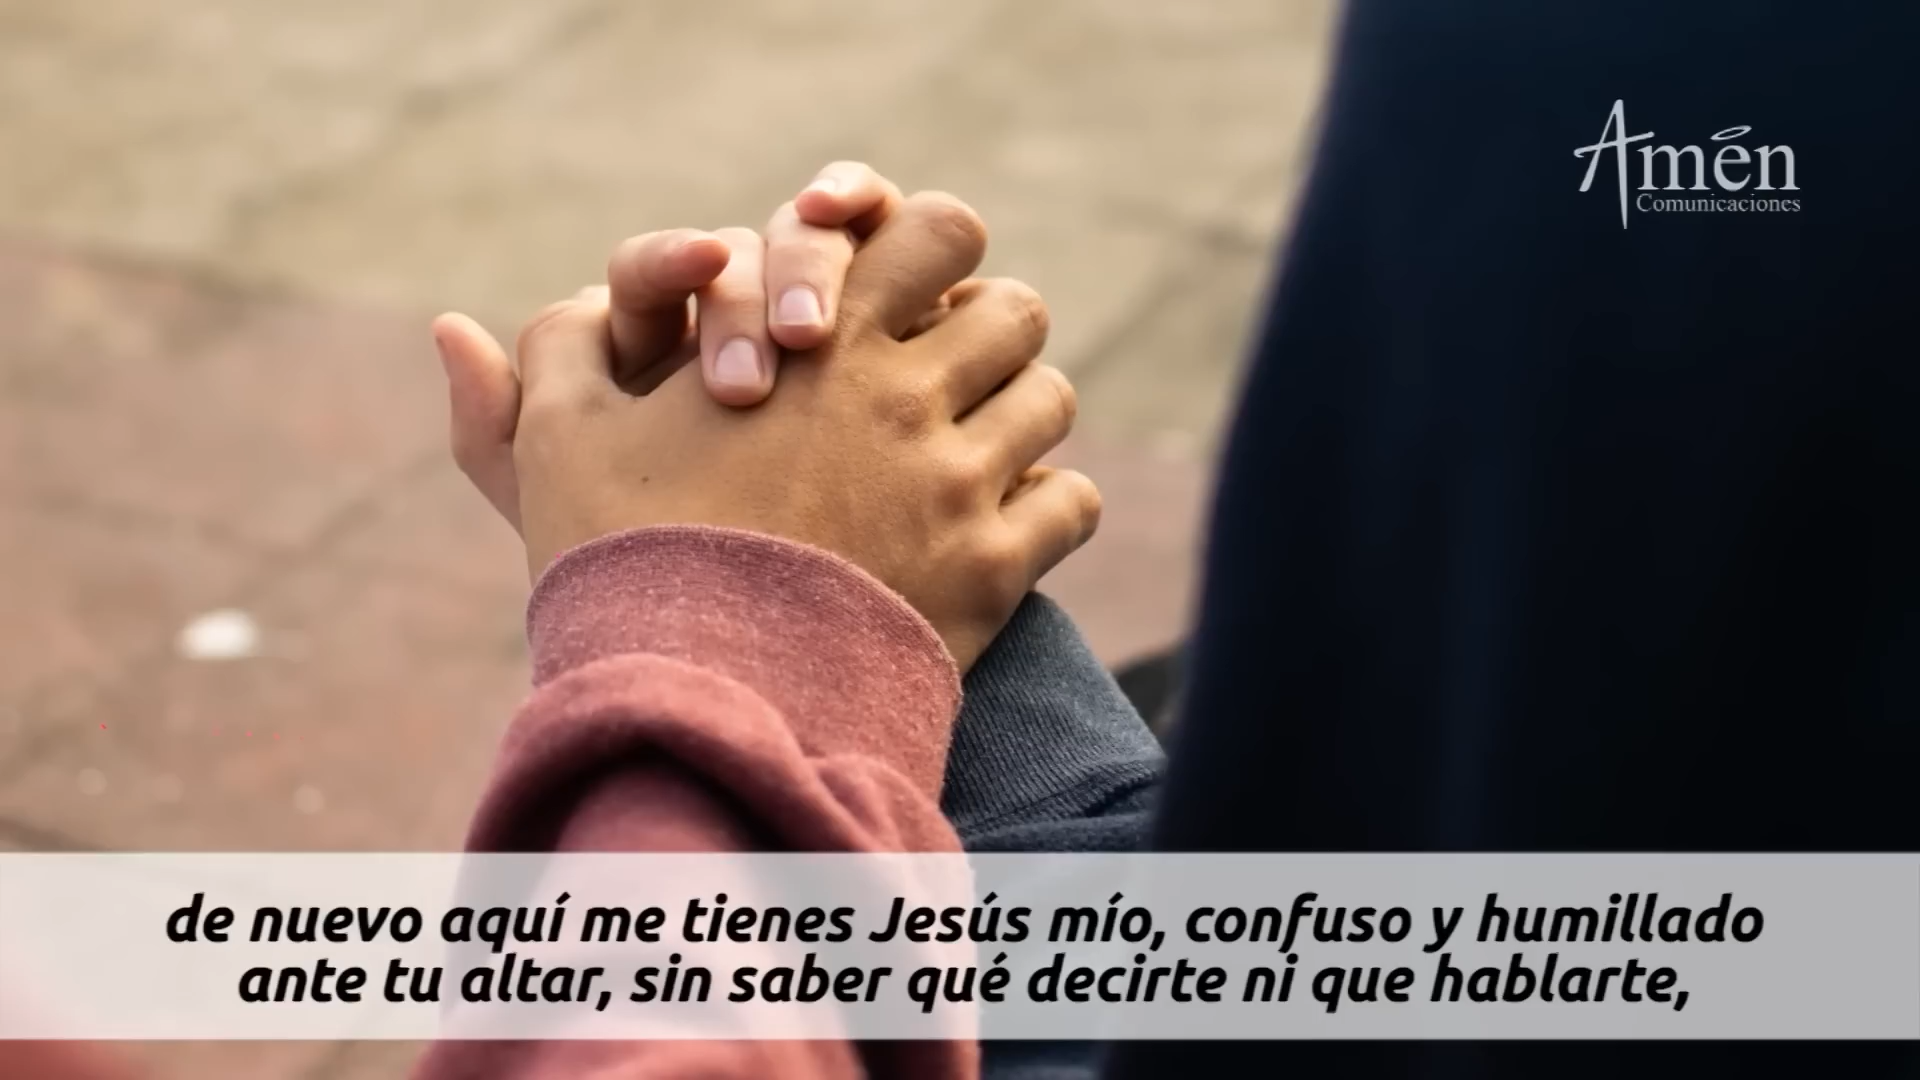 Amén
Comunicaciones
de nuevo aquí me tienes Jesús mío, confuso y humillado
ante tu altar, sin saber qué decirte ni que hablarte,